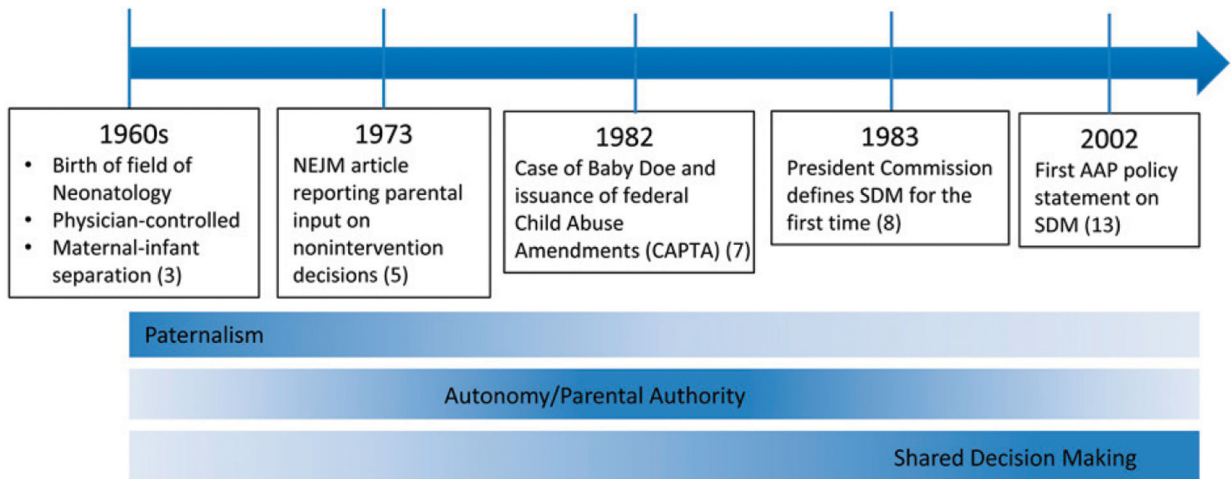 1960s
• Birth of field of
Neonatology
• Physician-controlled
• Maternal-infant
separation (3)
1973
NEJM article
reporting parental
input on
nonintervention
decisions (5)
1982
Case of Baby Doe and
issuance of federal
Child Abuse
Amendments (CAPTA) (7)
1983
President Commission
defines SDM for the
first time (8)
2002
First AAP policy
statement on
SDM (13)
Paternalism
Autonomy/Parental Authority
Shared Decision Making